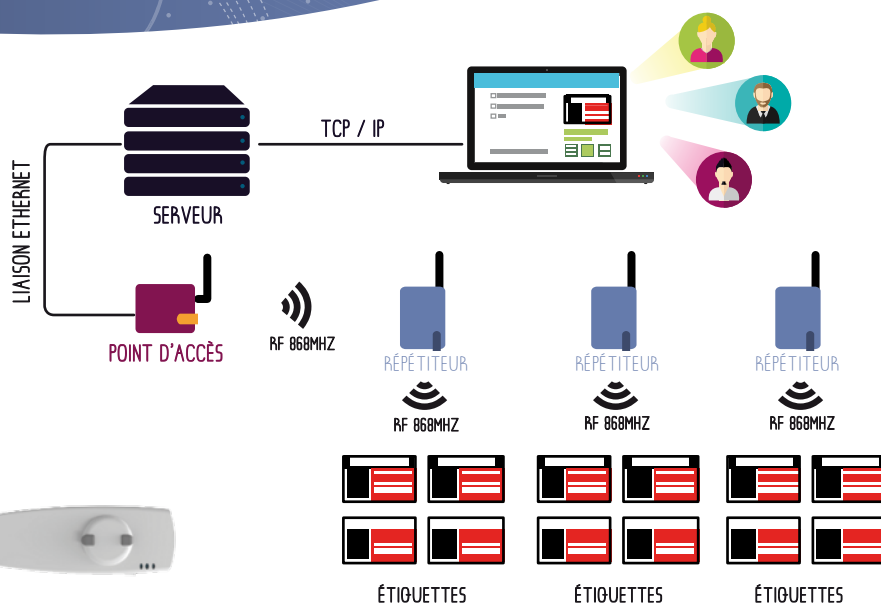 TCP / IP
LIAISON ETHERNET
SERVEUR
POINT D'ACCÈS
RF 868MHZ
RÉPÉTITEUR
RÉPÉTITEUR
RÉPÉTITEUR
RF 868MHZ
RF 868MHZ
RF 868MHZ
ÉTIQUETTES
ÉTIQUETTES
ÉTIQUETTES